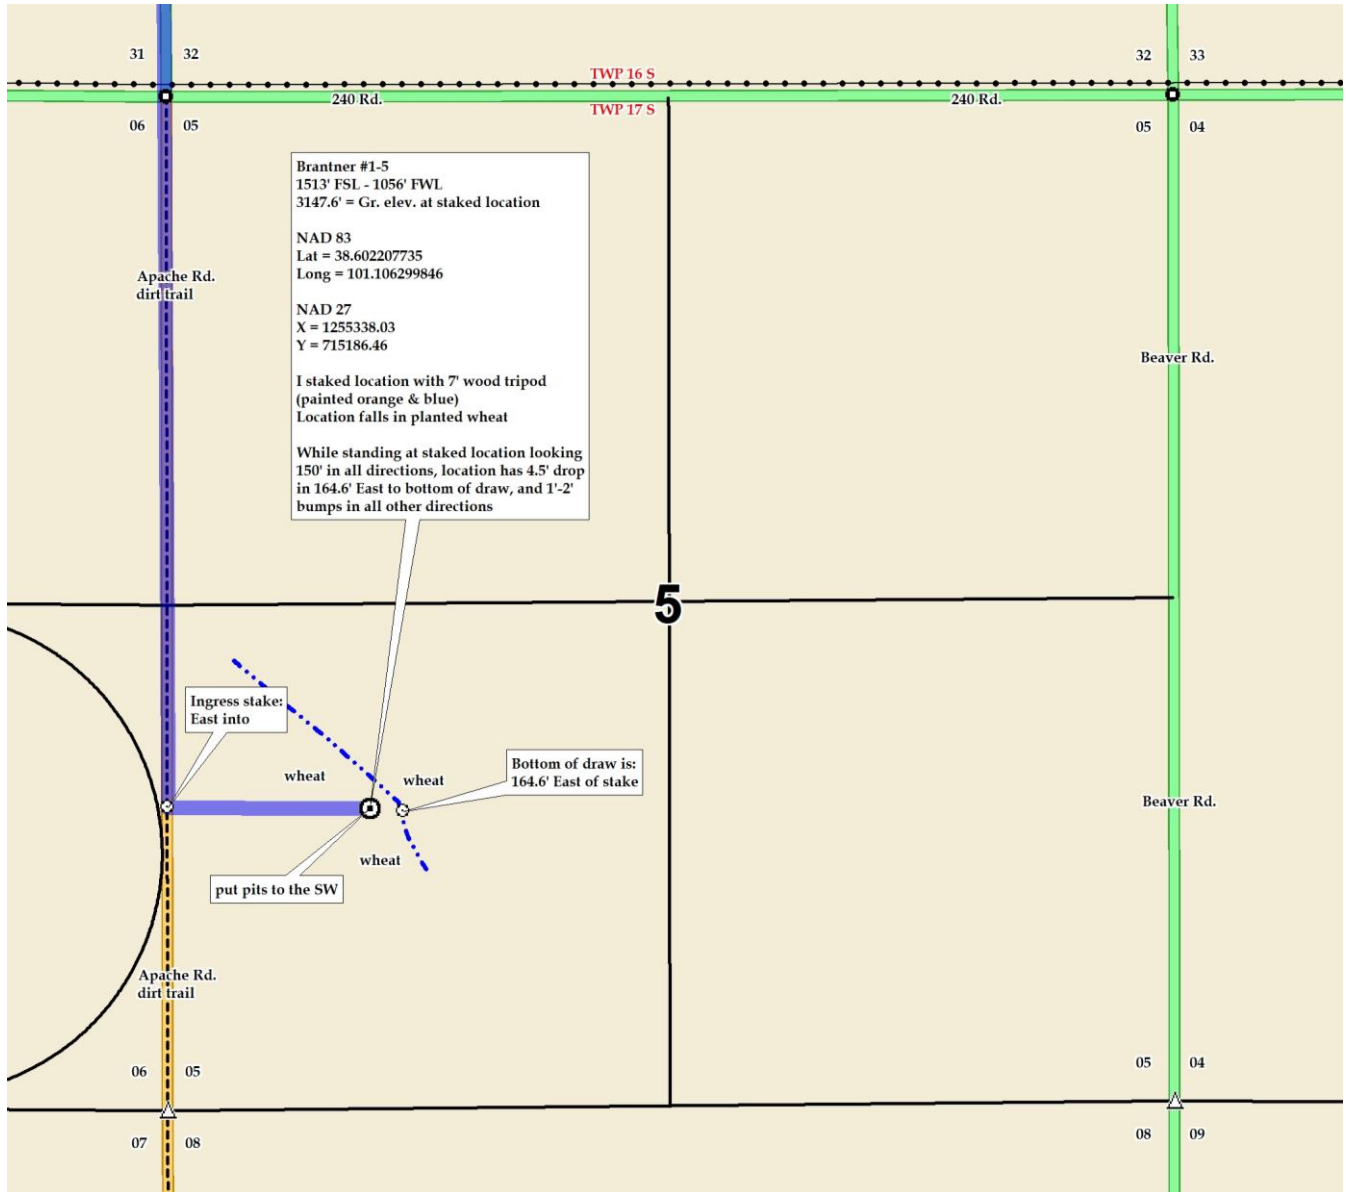 31 32
32 33
TWP 16 S
240 Rd.
240 Rd.
TWP 17 S
06 05
05 04
Brantner #1-5
1513' FSL - 1056' FWL
3147.6' = Gr. elev. at staked location
NAD 83
Lat = 38.602207735
Long = 101.106299846
NAD 27
X = 1255338.03
Y = 715186.46
I staked location with 7' wood tripod
(painted orange & blue)
Location falls in planted wheat
While standing at staked location looking
150' in all directions, location has 4.5' drop
in 164.6' East to bottom of draw, and 1'-2'
bumps in all other directions
Apache Rd.
dirt trail
Beaver Rd.
5
Ingress stake:
East into
wheat
wheat
Bottom of draw is:
164.6' East of stake
Beaver Rd.
wheat
put pits to the SW
Apache Rd.
dirt trail
06 05
05 04
07 08
08 09